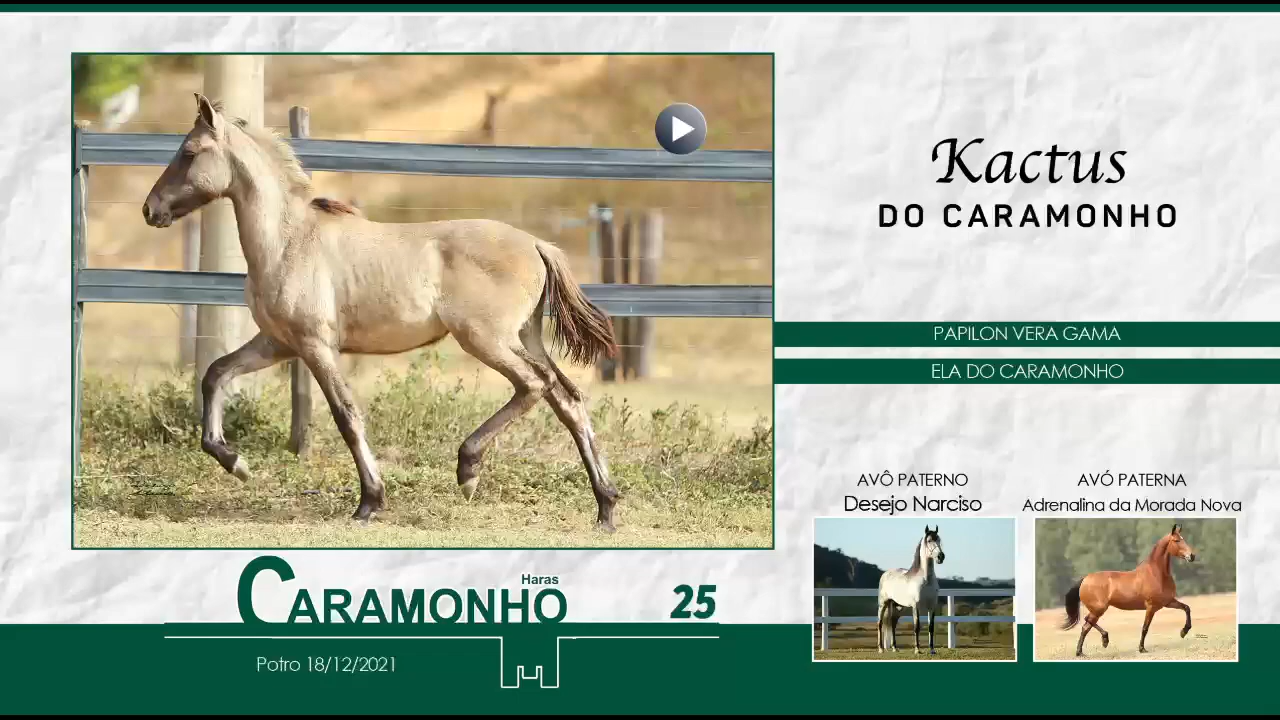 Kactus
DO CARAMONHO
PAPILON VERA GAMA
ELA DO CARAMONHO
AVÔ PATERNO
Desejo Narciso
AVÓ PATERNA
Adrenalina da Morada Nova
Haras
CARAMONHO
25
Potro 18/12/2021